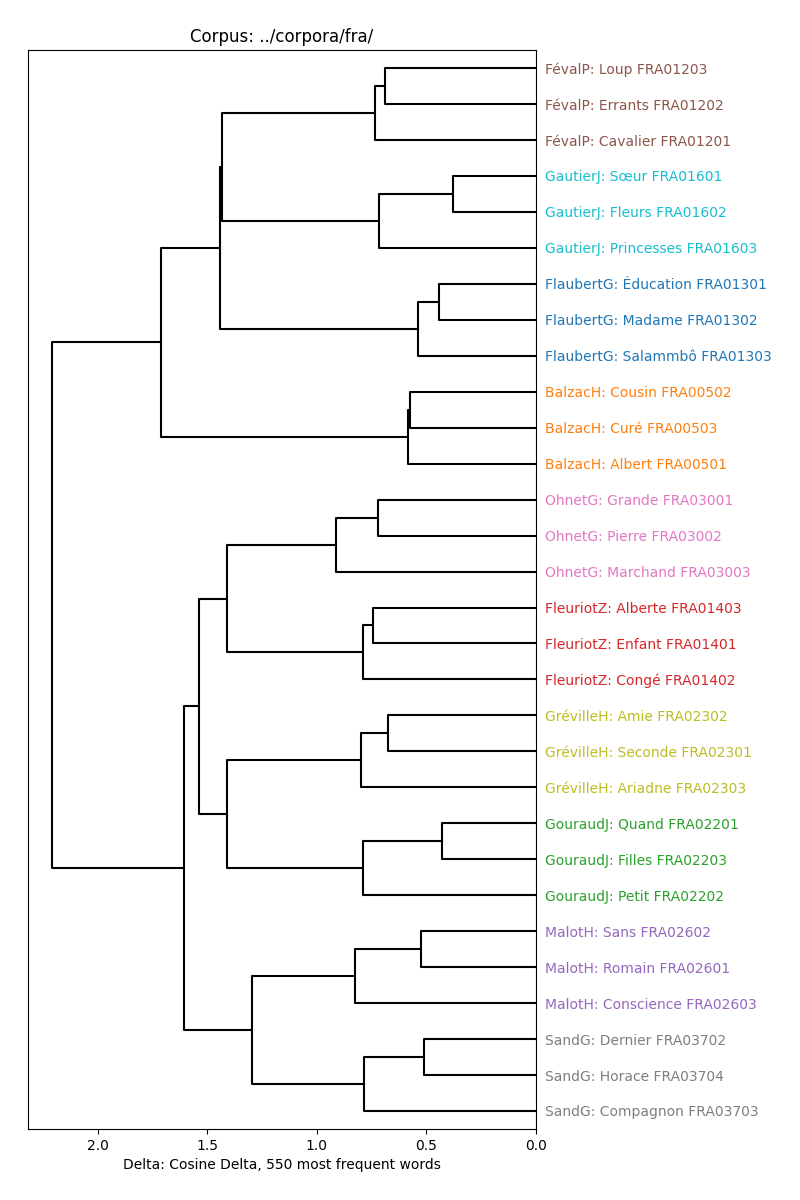 Corpus: ../corpora/fra/
FévalP: Loup FRA01203
FévalP: Errants FRA01202
FévalP: Cavalier FRA01201
GautierJ: Sœur FRA01601
GautierJ: Fleurs FRA01602
GautierJ: Princesses FRA01603
FlaubertG: Éducation FRA01301
FlaubertG: Madame FRA01302
FlaubertG: Salammbô FRA01303
BalzacH: Cousin FRA00502
BalzacH: Curé FRA00503
BalzacH: Albert FRA00501
OhnetG: Grande FRA03001
OhnetG: Pierre FRA03002
OhnetG: Marchand FRA03003
FleuriotZ: Alberte FRA01403
FleuriotZ: Enfant FRA01401
FleuriotZ: Congé FRA01402
GrévilleH: Amie FRA02302
GrévilleH: Seconde FRA02301
GrévilleH: Ariadne FRA02303
GouraudJ: Quand FRA02201
GouraudJ: Filles FRA02203
GouraudJ: Petit FRA02202
MalotH: Sans FRA02602
MalotH: Romain FRA02601
MalotH: Conscience FRA02603
SandG: Dernier FRA03702
SandG: Horace FRA03704
SandG: Compagnon FRA03703
2.0 1.5 1.0 0.5 0.0
Delta: Cosine Delta, 550 most frequent words